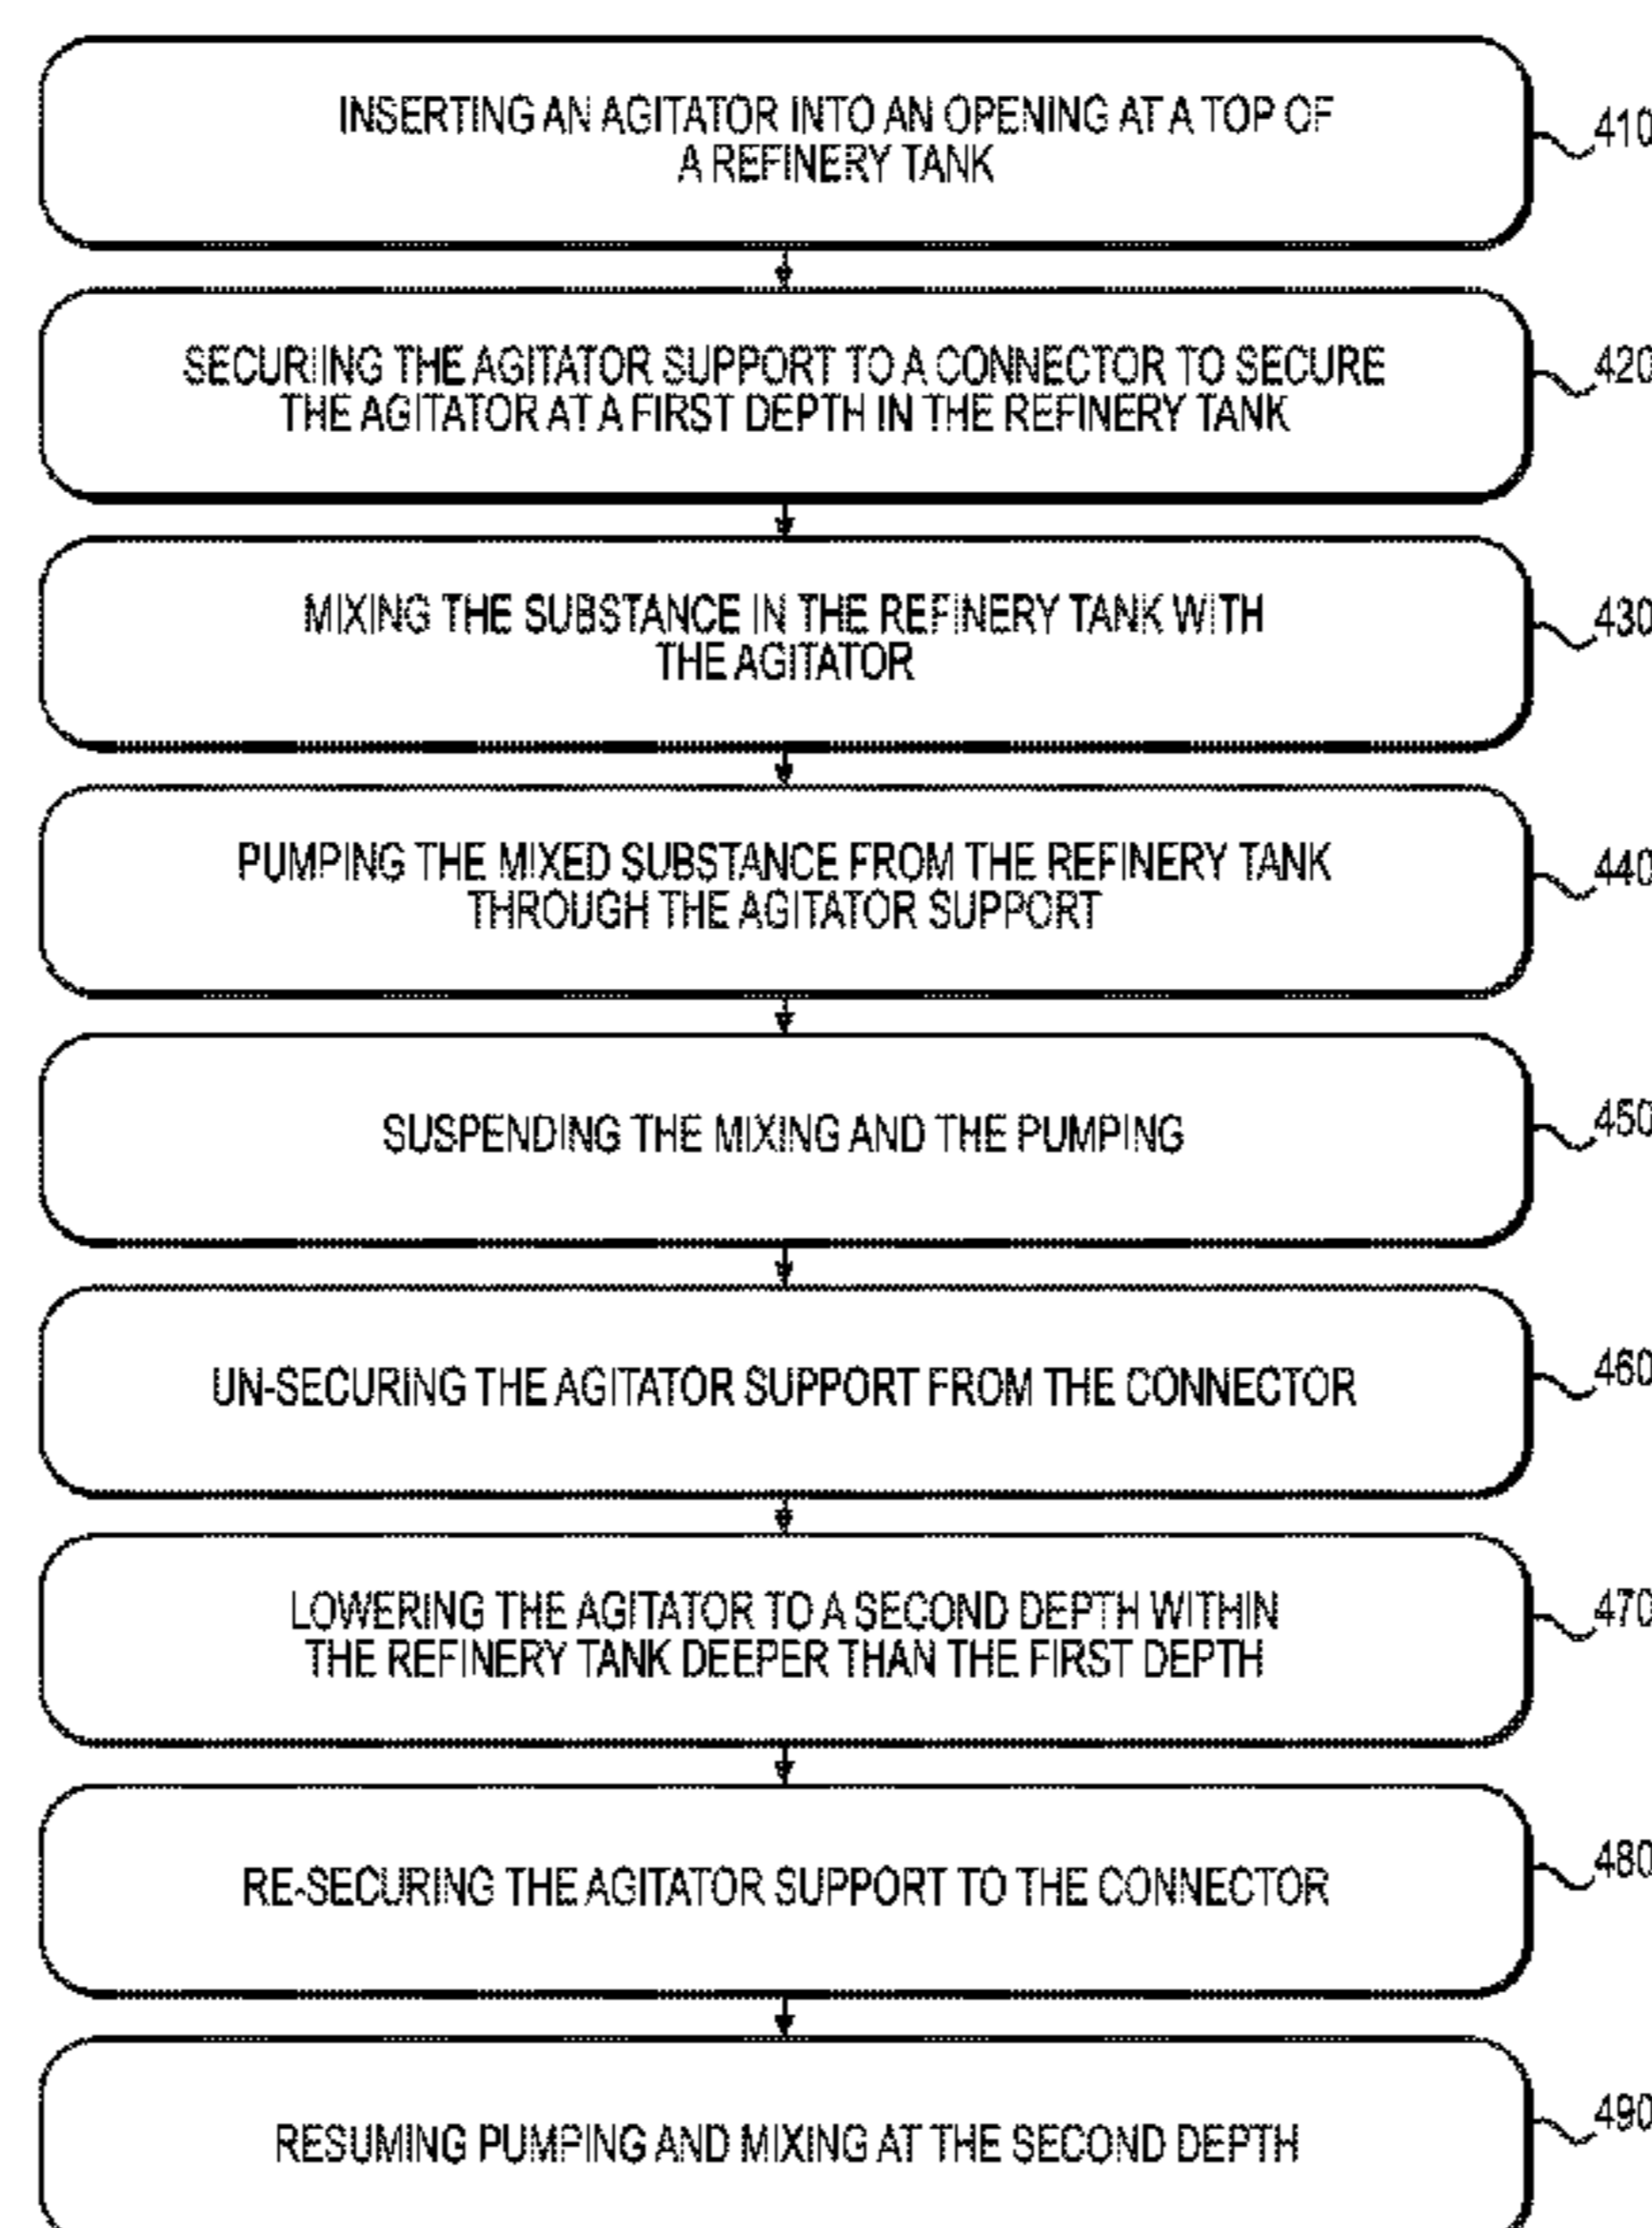 INSERTING AN AGITATOR INTO AN OPENING AT A TOP OF
A REFINERY TANK
410
SECURIING THE AGITATOR SUPPORT TO A CONNECTOR TO SECURE
THE AGITATOR AT A FIRST DEPTH IN THE REFINERY TANK
420
MIXING THE SUBSTANCE IN THE REFINERY TANK WITH
THE AGITATOR
430
PUMPING THE MIXED SUBSTANCE FROM THE REFINERY TANK
THROUGH THE AGITATOR SUPPORT
440
SUSPENDING THE MIXING AND THE PUMPING
450
UN-SECURING THE AGITATOR SUPPORT FROM THE CONNECTOR
460
LOWERING THE AGITATOR TO A SECOND DEPTH WITHIN
THE REFINERY TANK DEEPER THAN THE FIRST DEPTH
470
RE-SECURING THE AGITATOR SUPPORT TO THE CONNECTOR
480
RESUMING PUMPING AND MIXING AT THE SECOND DEPTH
490